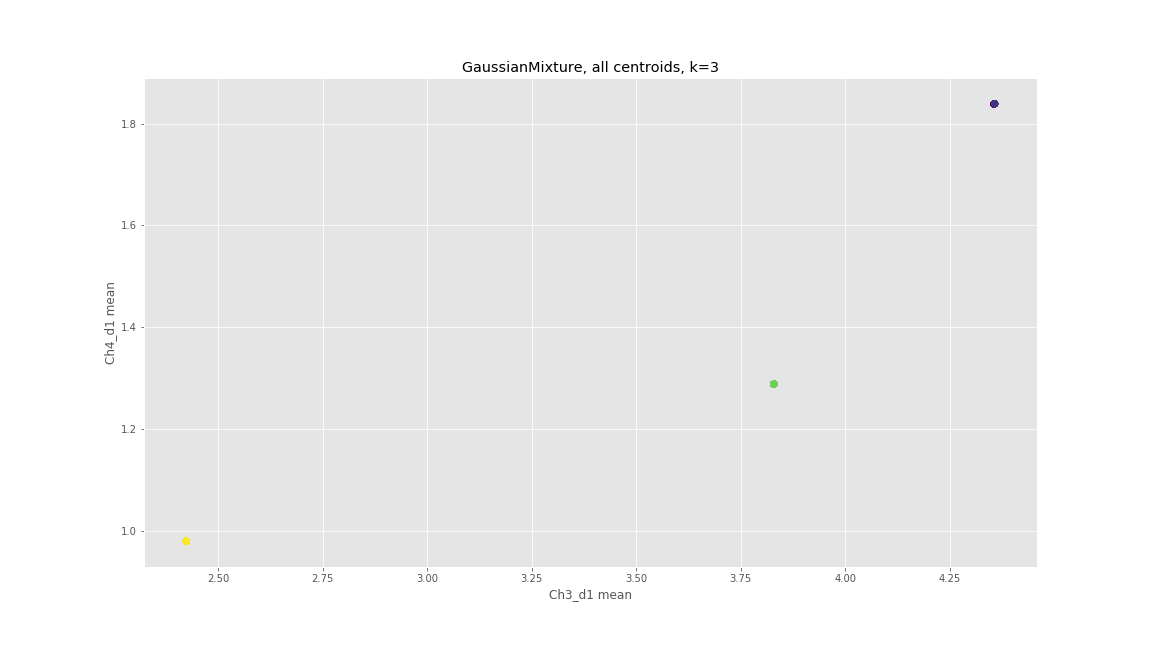 GaussianMixture, all centroids, k=3
1.8
1.6
1.4
1.2
1.0
Ch4_d1 mean
2.50 2.75 3.00 3.25 3.50 3.75 4.00 4.25
Ch3_d1 mean